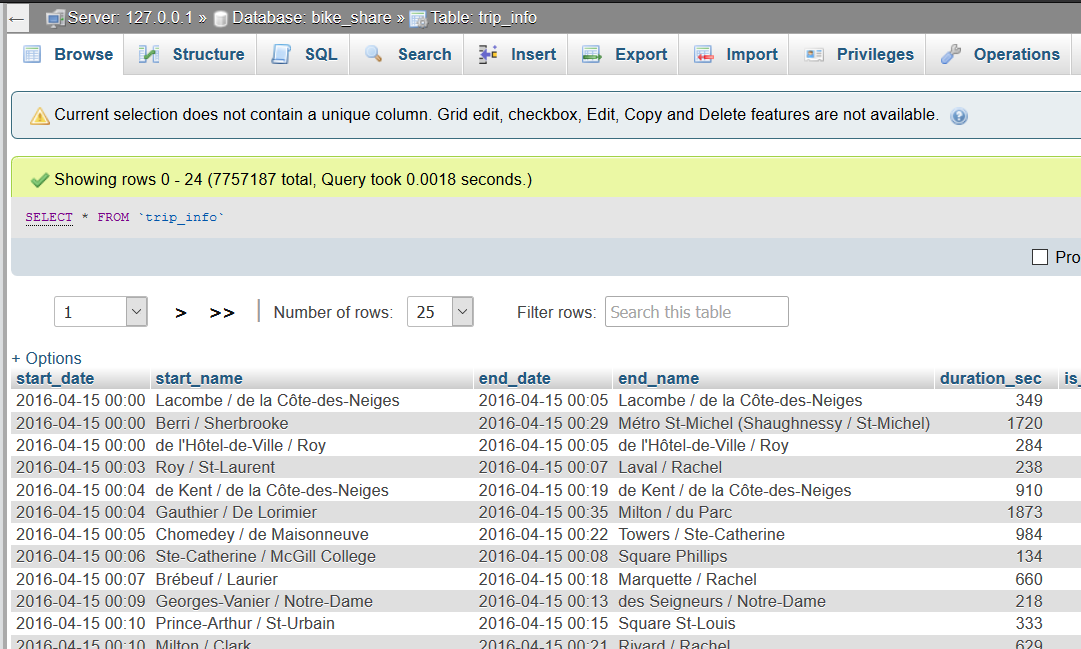 Server: 127.0.0.1 » Database: bike_share » Table: trip_info
Browse Structure SQL Search Insert Export Import Privileges Operations
Current selection does not contain a unique column. Grid edit, checkbox, Edit, Copy and Delete features are not available.
Showing rows 0 - 24 (7757187 total, Query took 0.0018 seconds.)
SELECT * FROM `trip_info`
Pro
1 > >> Number of rows: 25 Filter rows: Search this table
+ Options
start_date start_name end_date end_name duration_sec is_
2016-04-15 00:00 Lacombe / de la Côte-des-Neiges 2016-04-15 00:05 Lacombe / de la Côte-des-Neiges 349
2016-04-15 00:00 Berri / Sherbrooke 2016-04-15 00:29 Métro St-Michel (Shaughnessy / St-Michel) 1720
2016-04-15 00:00 de l'Hôtel-de-Ville / Roy 2016-04-15 00:05 de l'Hôtel-de-Ville / Roy 284
2016-04-15 00:03 Roy / St-Laurent 2016-04-15 00:07 Laval / Rachel 238
2016-04-15 00:04 de Kent / de la Côte-des-Neiges 2016-04-15 00:19 de Kent / de la Côte-des-Neiges 910
2016-04-15 00:04 Gauthier / De Lorimier 2016-04-15 00:35 Milton / du Parc 1873
2016-04-15 00:05 Chomedey / de Maisonneuve 2016-04-15 00:22 Towers / Ste-Catherine 984
2016-04-15 00:06 Ste-Catherine / McGill College 2016-04-15 00:08 Square Phillips 134
2016-04-15 00:07 Brébeuf / Laurier 2016-04-15 00:18 Marquette / Rachel 660
2016-04-15 00:09 Georges-Vanier / Notre-Dame 2016-04-15 00:13 des Seigneurs / Notre-Dame 218
2016-04-15 00:10 Prince-Arthur / St-Urbain 2016-04-15 00:15 Square St-Louis 333
2016-04-15 00:10 Milton / Clark 2016-04-15 00:21 Rivard / Rachel 629